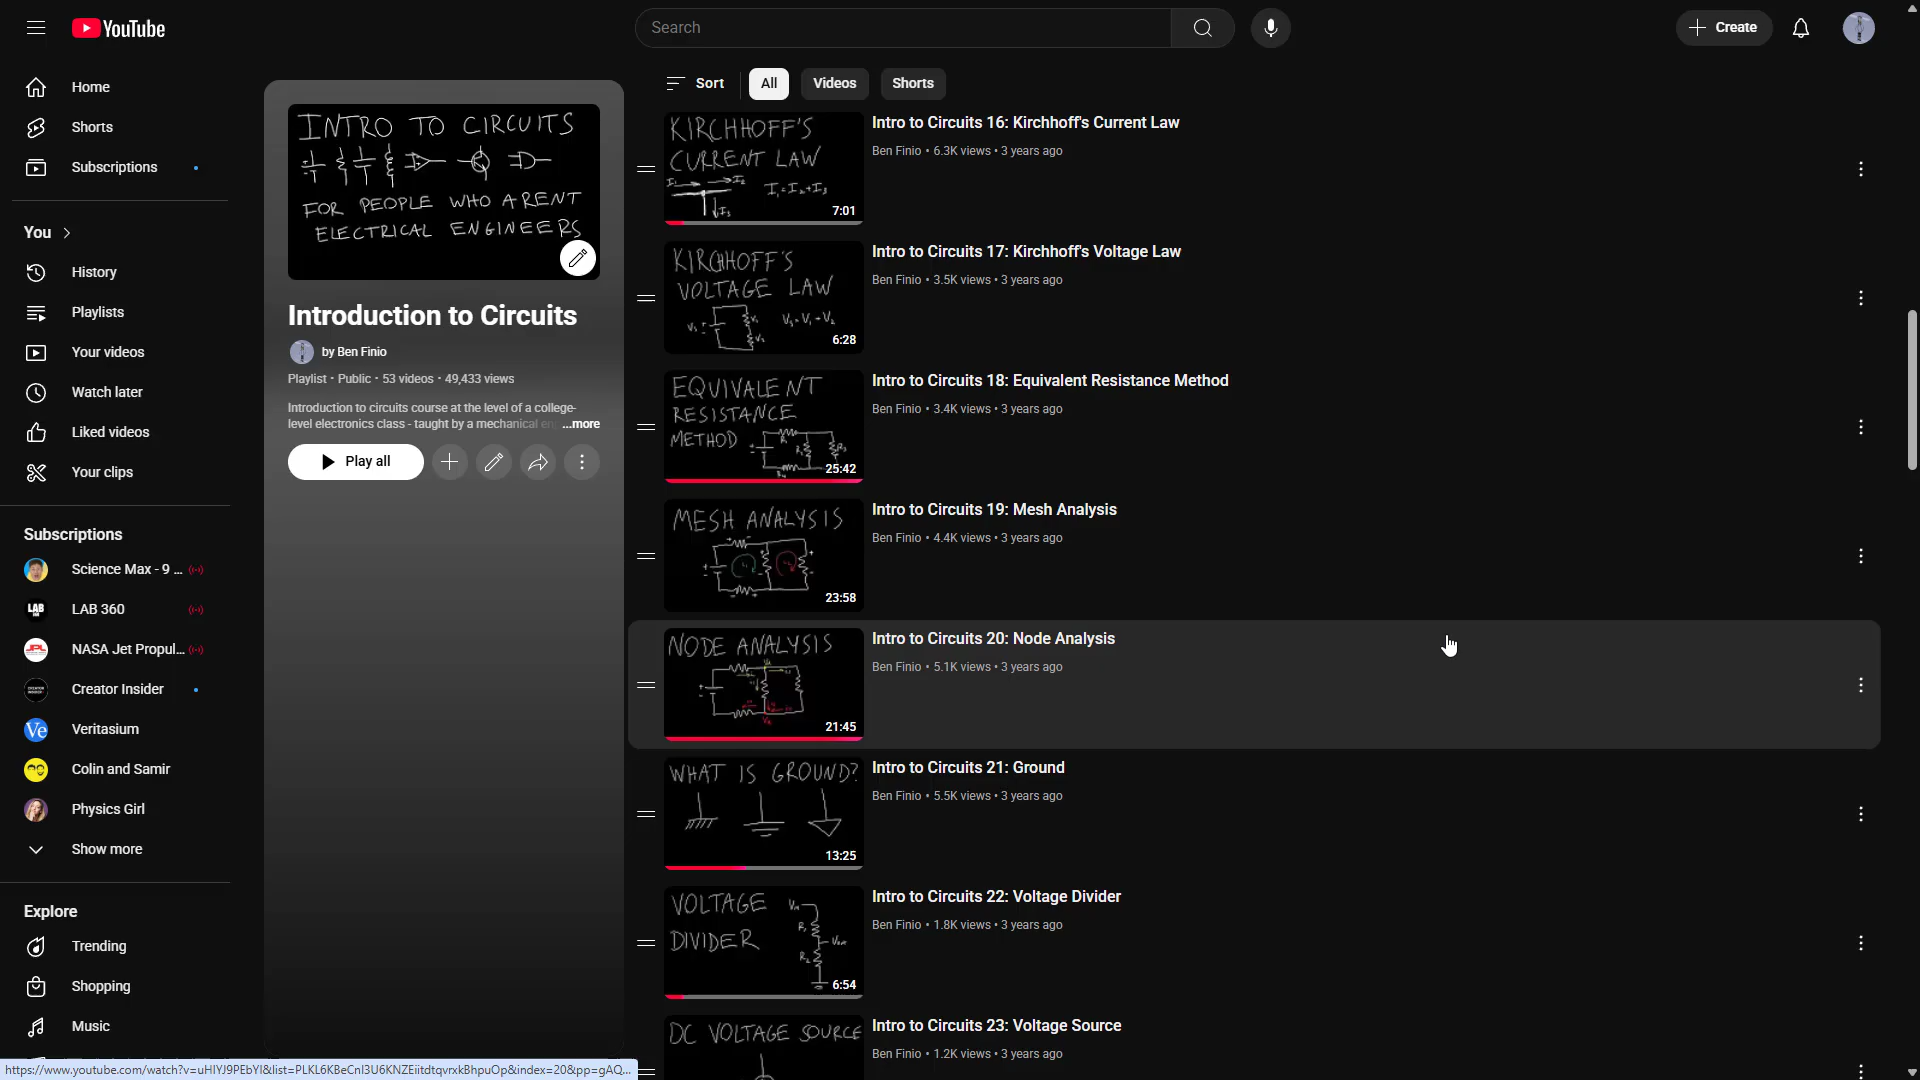 YouTube
Search
Create
Home
Shorts
Subscriptions
You
History
Playlists
Your videos
Watch later
Liked videos
Your clips
Subscriptions
Science Max - 9 ...
LAB 360
NASA Jet Propul...
Creator Insider
Veritasium
Colin and Samir
Physics Girl
Show more
Explore
Trending
Shopping
Music
INTRO TO CIRCUITS
FOR PEOPLE WHO ARENT
ELECTRICAL ENGINEERS
Introduction to Circuits
by Ben Finio
Playlist • Public • 53 videos • 49,433 views
Introduction to circuits course at the level of a college-
level electronics class - taught by a mechanical en ...more
Play all
Sort
All
Videos
Shorts
KIRCHHOFF'S
CURRENT LAW
I₁ I₂ I₁=I₂+I₃
I₃
7:01
Intro to Circuits 16: Kirchhoff's Current Law
Ben Finio • 6.3K views • 3 years ago
KIRCHHOFF'S
VOLTAGE LAW
6:28
Intro to Circuits 17: Kirchhoff's Voltage Law
Ben Finio • 3.5K views • 3 years ago
EQUIVALENT
RESISTANCE
METHOD
25:42
Intro to Circuits 18: Equivalent Resistance Method
Ben Finio • 3.4K views • 3 years ago
MESH ANALYSIS
23:58
Intro to Circuits 19: Mesh Analysis
Ben Finio • 4.4K views • 3 years ago
NODE ANALYSIS
21:45
Intro to Circuits 20: Node Analysis
Ben Finio • 5.1K views • 3 years ago
WHAT IS GROUND?
13:25
Intro to Circuits 21: Ground
Ben Finio • 5.5K views • 3 years ago
VOLTAGE
DIVIDER
R₁
R₂
6:54
Intro to Circuits 22: Voltage Divider
Ben Finio • 1.8K views • 3 years ago
DC VOLTAGE SOURCE
Intro to Circuits 23: Voltage Source
Ben Finio • 1.2K views • 3 years ago
https://www.youtube.com/watch?v=uHIYJ9PEbYI&list=PLKL6KBeCnI3U6KNZEiitdtqvrxkBhpuOp&index=20&pp=gAQ...